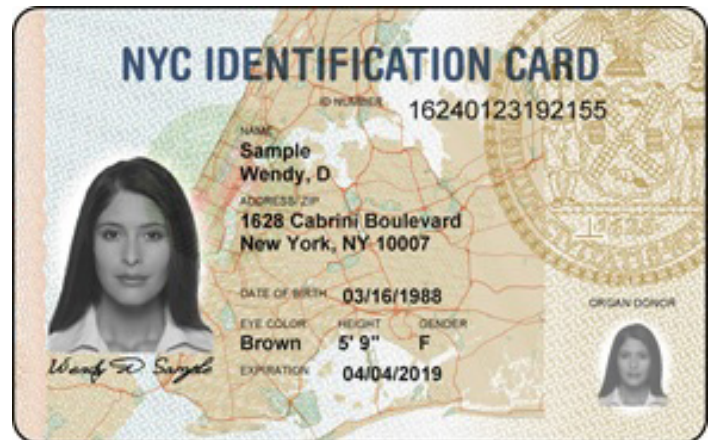 NYC IDENTIFICATION CARD
ID NUMBER 16240123192155
NAME
Sample
Wendy, D
ADDRESS/ ZIP
1628 Cabrini Boulevard
New York, NY 10007
DATE OF BIRTH 03/16/1988
ORGAN DONOR
EYE COLOR HEIGHT GENDER
Brown 5' 9" F
Wendy D Sample
EXPIRATION 04/04/2019